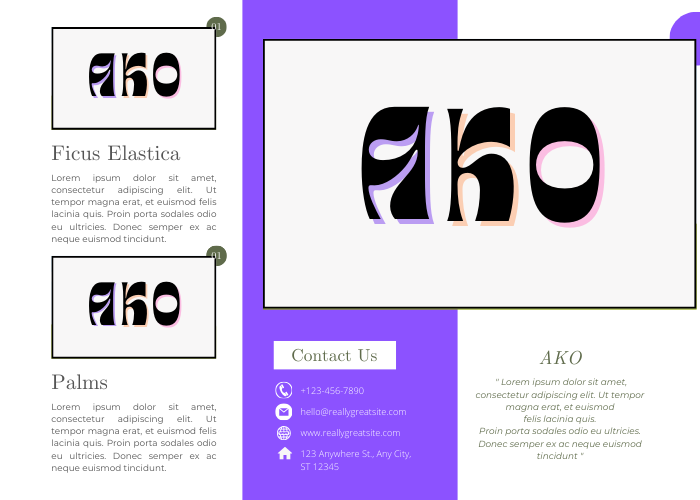 01
AKO
Ficus Elastica
Lorem ipsum dolor sit amet,
consectetur adipiscing elit. Ut
tempor magna erat, et euismod felis
lacinia quis. Proin porta sodales odio
eu ultricies. Donec semper ex ac
neque euismod tincidunt.
01
AKO
Palms
Lorem ipsum dolor sit amet,
consectetur adipiscing elit. Ut
tempor magna erat, et euismod felis
lacinia quis. Proin porta sodales odio
eu ultricies. Donec semper ex ac
neque euismod tincidunt.
AKO
Contact Us
+123-456-7890
hello@reallygreatsite.com
www.reallygreatsite.com
123 Anywhere St., Any City,
ST 12345
AKO
" Lorem ipsum dolor sit amet,
consectetur adipiscing elit. Ut tempor
magna erat, et euismod
felis lacinia quis.
Proin porta sodales odio eu ultricies.
Donec semper ex ac neque euismod
tincidunt "